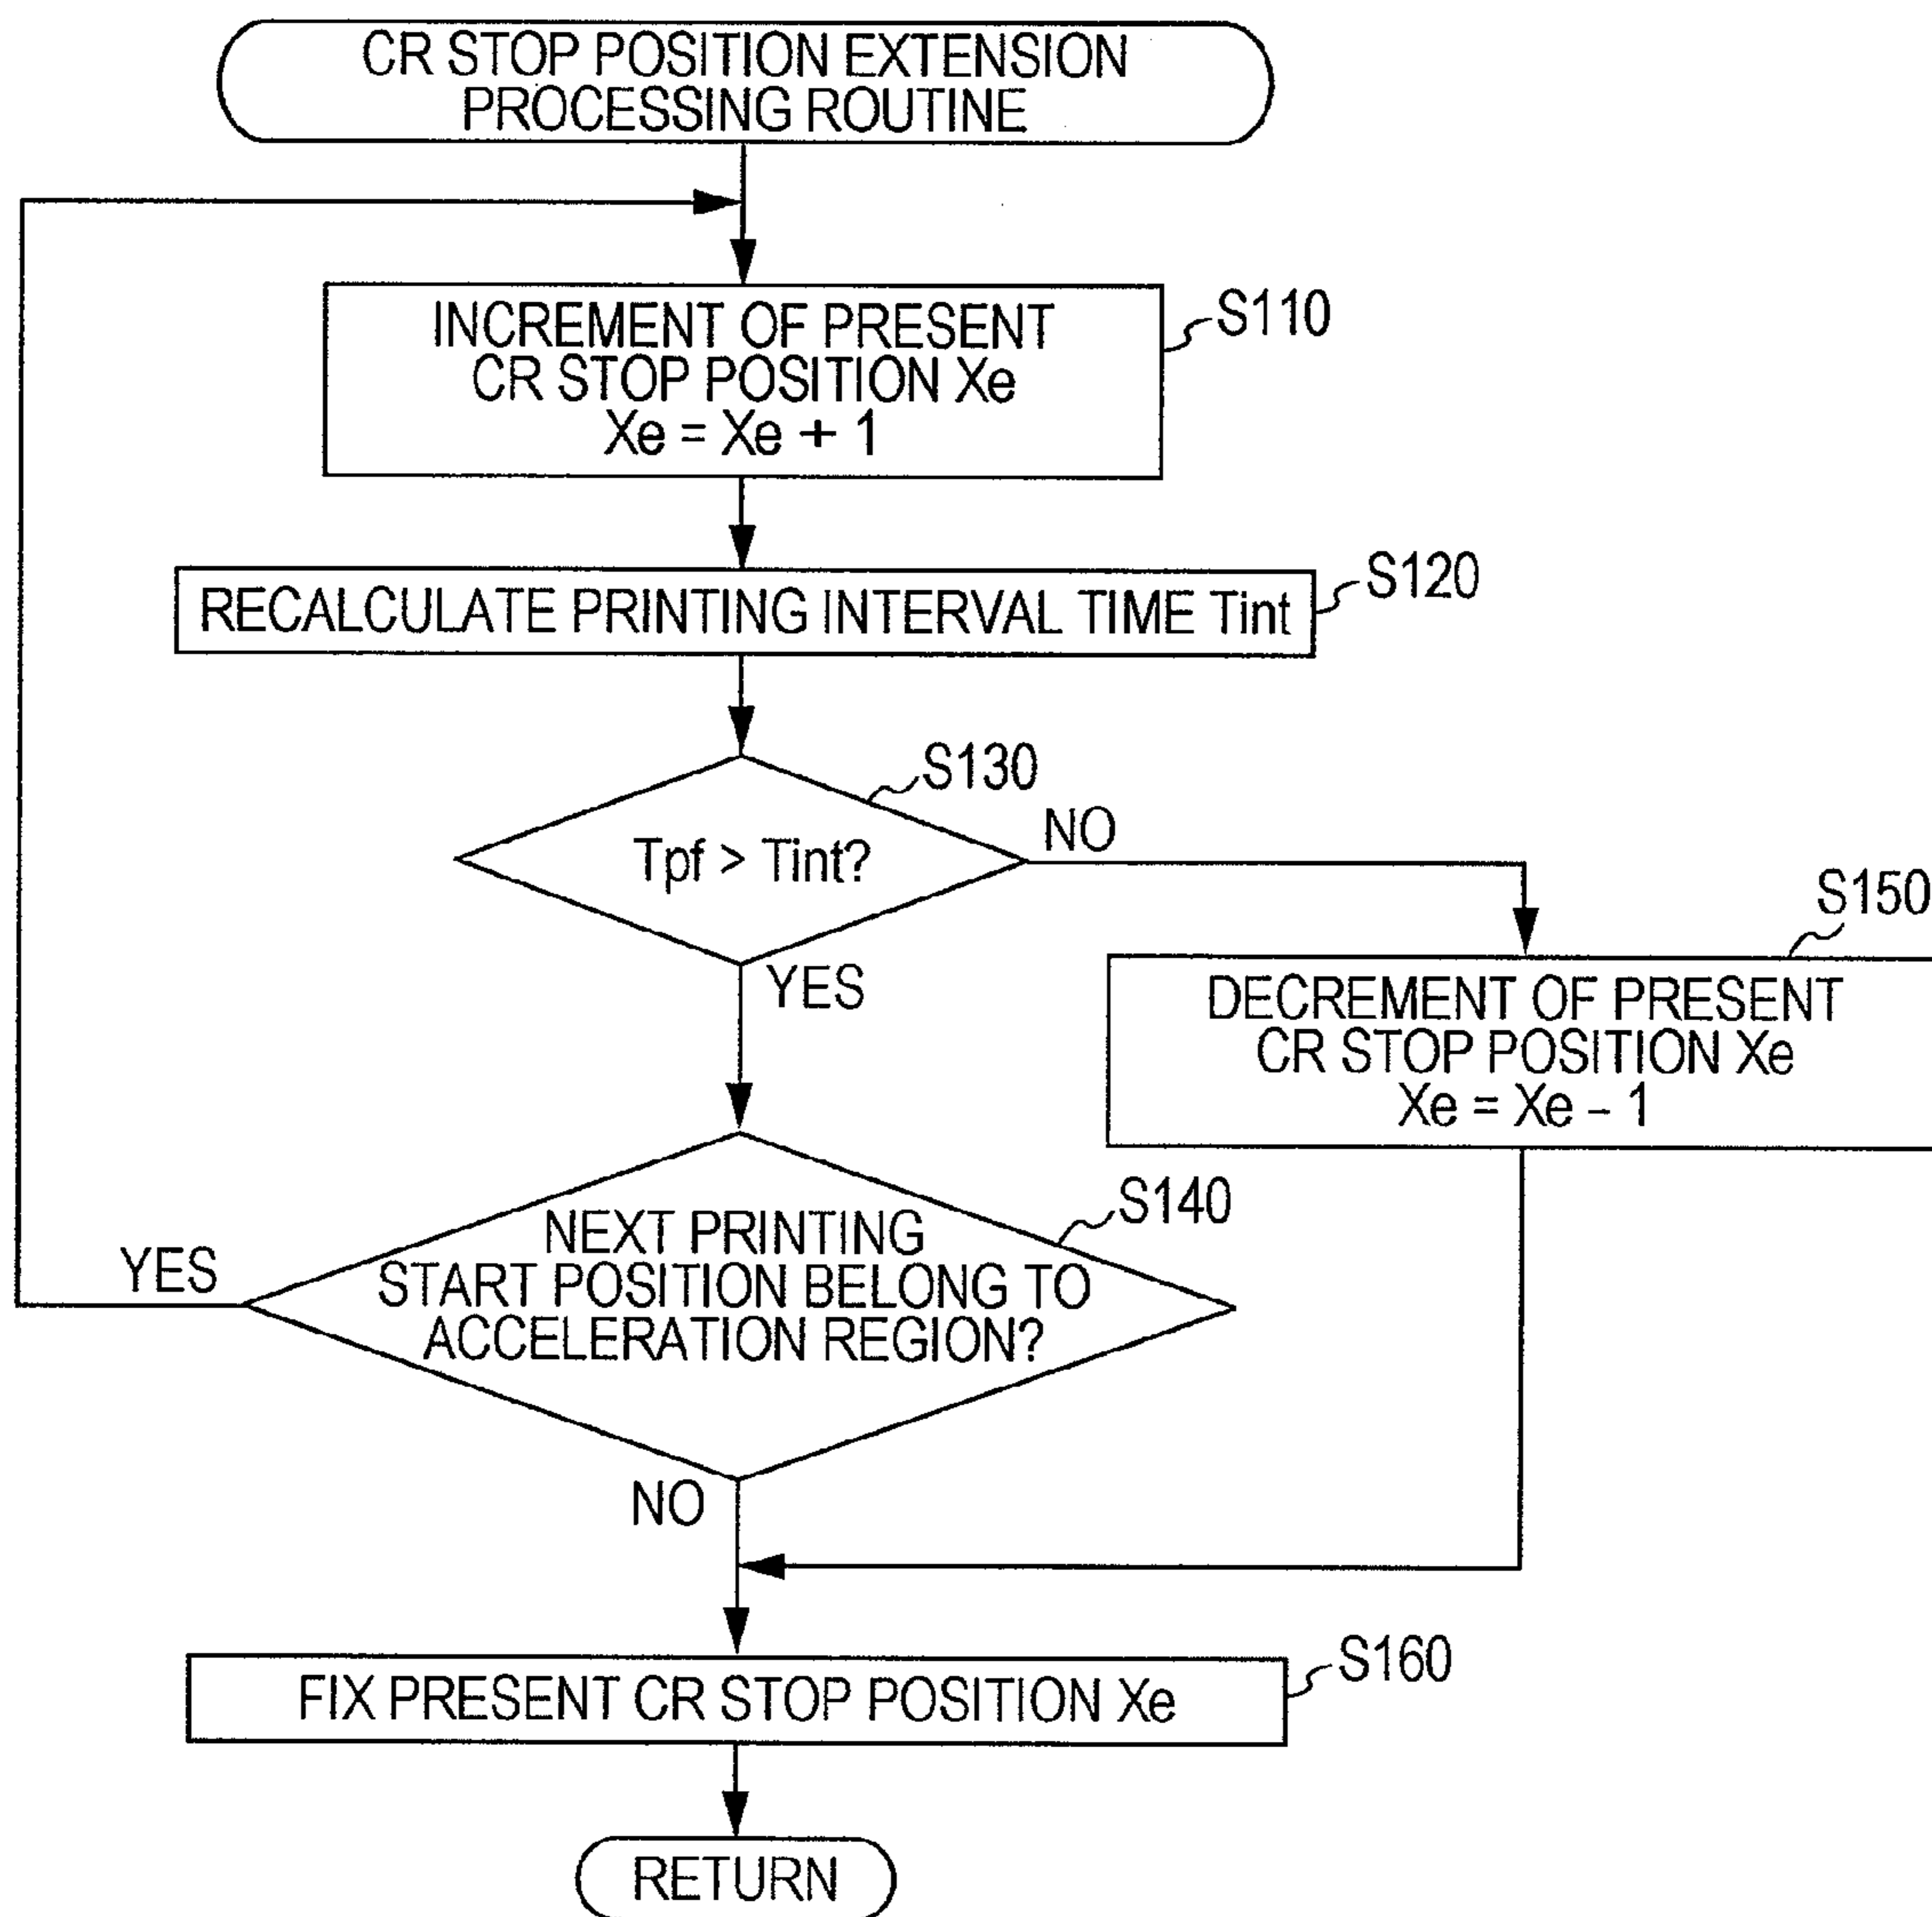 CR STOP POSITION EXTENSION
PROCESSING ROUTINE
INCREMENT OF PRESENT
CR STOP POSITION Xe
Xe = Xe + 1
S110
RECALCULATE PRINTING INTERVAL TIME Tint
S120
Tpf > Tint?
S130
NO
YES
DECREMENT OF PRESENT
CR STOP POSITION Xe
Xe = Xe – 1
S150
NEXT PRINTING
START POSITION BELONG TO
ACCELERATION REGION?
S140
YES
NO
FIX PRESENT CR STOP POSITION Xe
S160
RETURN